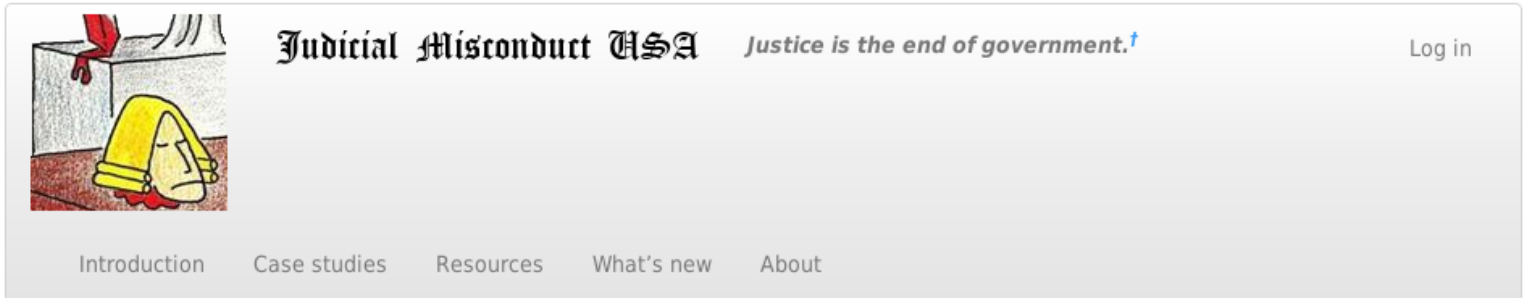 Judicial Misconduct USA
Justice is the end of government.†
Log in
Introduction Case studies Resources What's new About